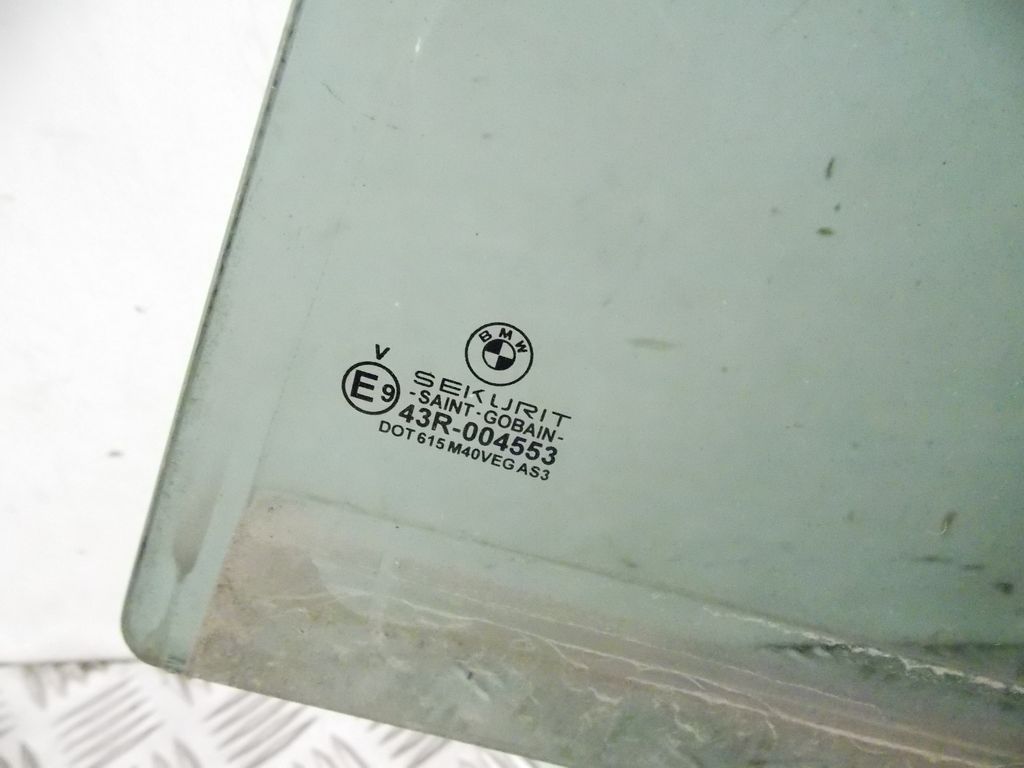 BMW
V
E9
SEKURIT
-SAINT-GOBAIN-
43R-004553
DOT 615 M40VEG AS3